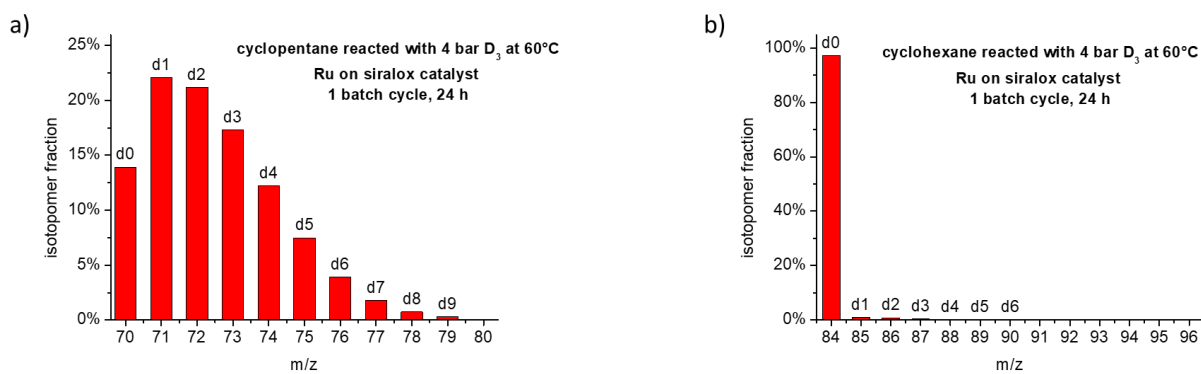 a)
cyclopentane reacted with 4 bar D3 at 60°C
Ru on siralox catalyst
1 batch cycle, 24 h
isotopomer fraction
25%
20%
15%
10%
5%
0%
d0 d1 d2 d3 d4 d5 d6 d7 d8 d9
70 71 72 73 74 75 76 77 78 79 80
m/z
b)
cyclohexane reacted with 4 bar D3 at 60°C
Ru on siralox catalyst
1 batch cycle, 24 h
isotopomer fraction
100%
80%
60%
40%
20%
0%
d0 d1 d2 d3 d4 d5 d6
84 85 86 87 88 89 90 91 92 93 94 95 96
m/z